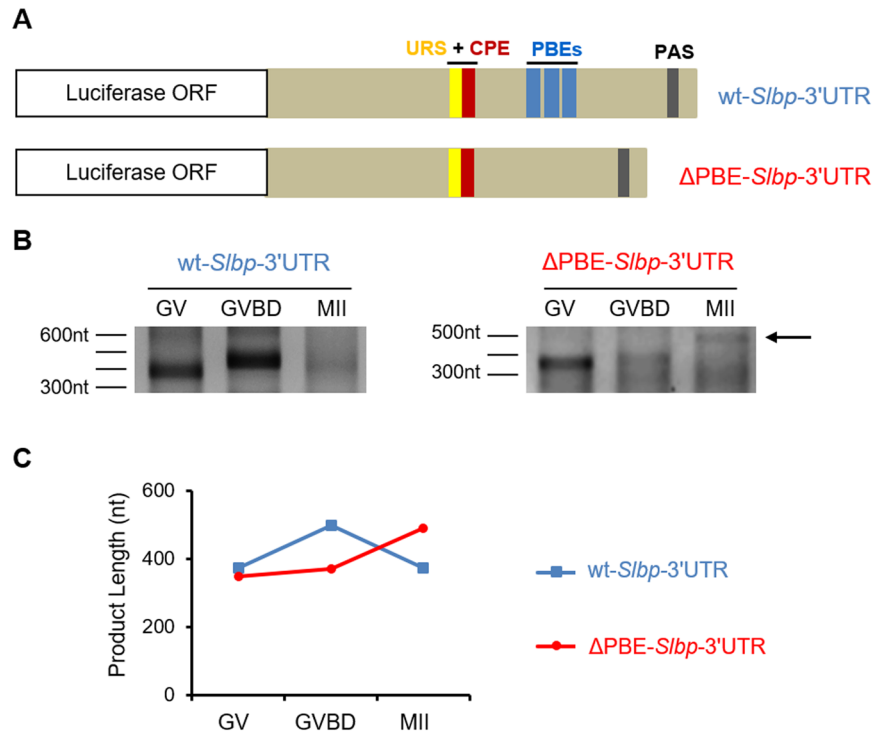 A
URS + CPE PBEs PAS
Luciferase ORF
wt-Slbp-3'UTR
Luciferase ORF
ΔPBE-Slbp-3'UTR
B
wt-Slbp-3'UTR
GV GVBD MII
600nt
300nt
ΔPBE-Slbp-3'UTR
GV GVBD MII
500nt
300nt
C
Product Length (nt)
600
400
200
0
GV GVBD MII
wt-Slbp-3'UTR
ΔPBE-Slbp-3'UTR